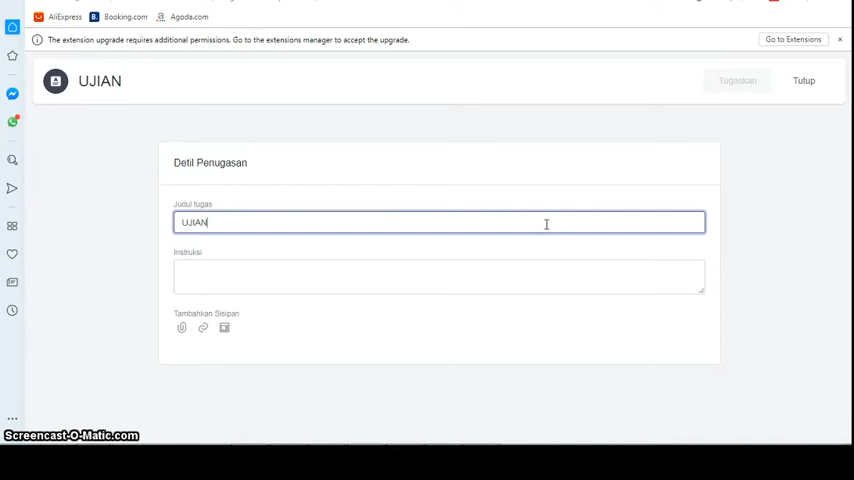 AliExpress Booking.com Agoda.com
The extension upgrade requires additional permissions. Go to the extensions manager to accept the upgrade. Go to Extensions ×
UJIAN Tugaskan Tutup
Detil Penugasan
Judul tugas
UJIAN
Instruksi
Tambahkan Sisipan
Screencast-O-Matic.com